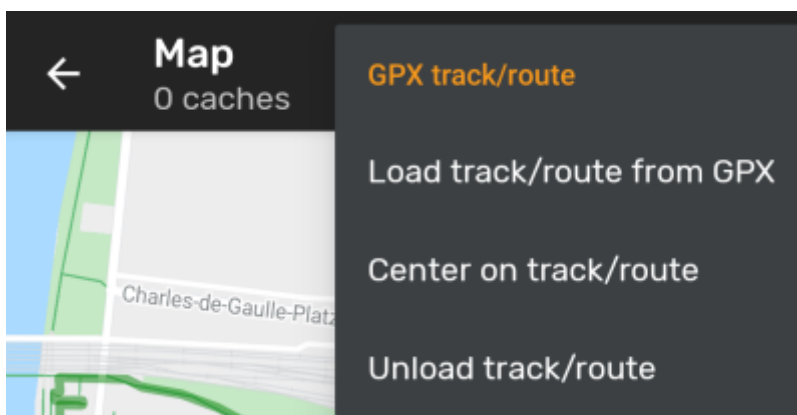 Map
0 caches
GPX track/route
Load track/route from GPX
Center on track/route
Unload track/route
Charles-de-Gaulle-Platz